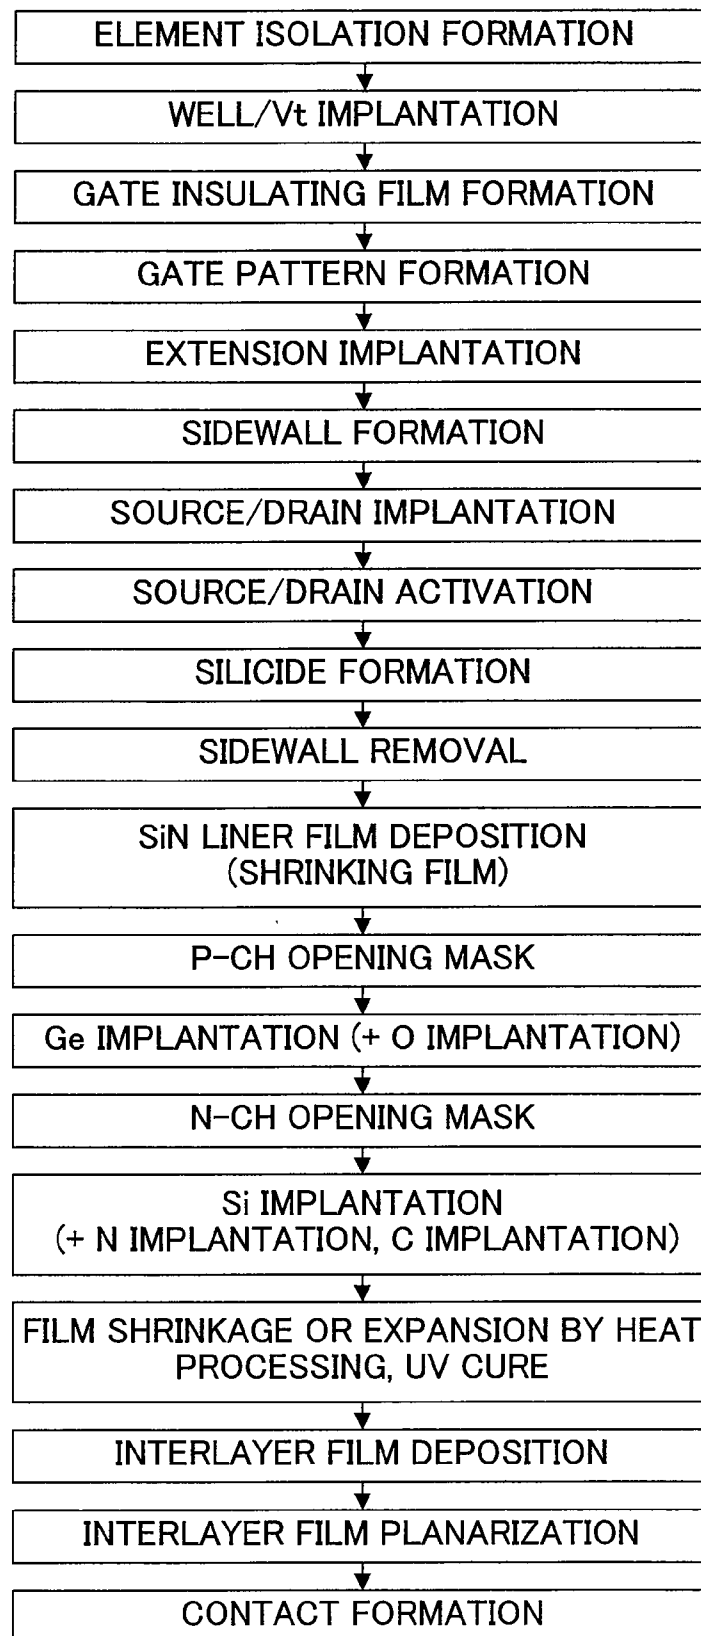 ELEMENT ISOLATION FORMATION
WELL/Vt IMPLANTATION
GATE INSULATING FILM FORMATION
GATE PATTERN FORMATION
EXTENSION IMPLANTATION
SIDEWALL FORMATION
SOURCE/DRAIN IMPLANTATION
SOURCE/DRAIN ACTIVATION
SILICIDE FORMATION
SIDEWALL REMOVAL
SiN LINER FILM DEPOSITION
(SHRINKING FILM)
P-CH OPENING MASK
Ge IMPLANTATION (+ O IMPLANTATION)
N-CH OPENING MASK
Si IMPLANTATION
(+ N IMPLANTATION, C IMPLANTATION)
FILM SHRINKAGE OR EXPANSION BY HEAT
PROCESSING, UV CURE
INTERLAYER FILM DEPOSITION
INTERLAYER FILM PLANARIZATION
CONTACT FORMATION